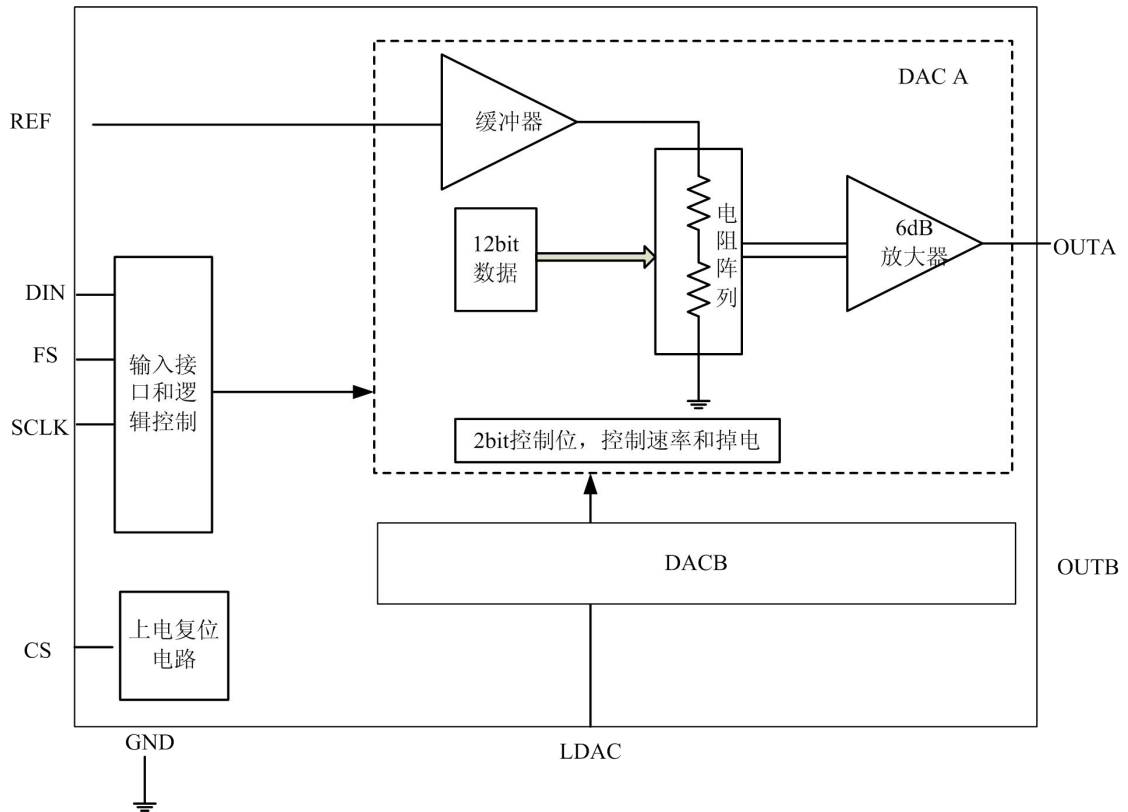 DAC A
REF
缓冲器
12bit
数据
电
阻
阵
列
6dB
放大器
OUTA
DIN
FS
SCLK
输入接
口和逻
辑控制
2bit控制位，控制速率和掉电
DACB
OUTB
CS
上电复位
电路
GND
LDAC